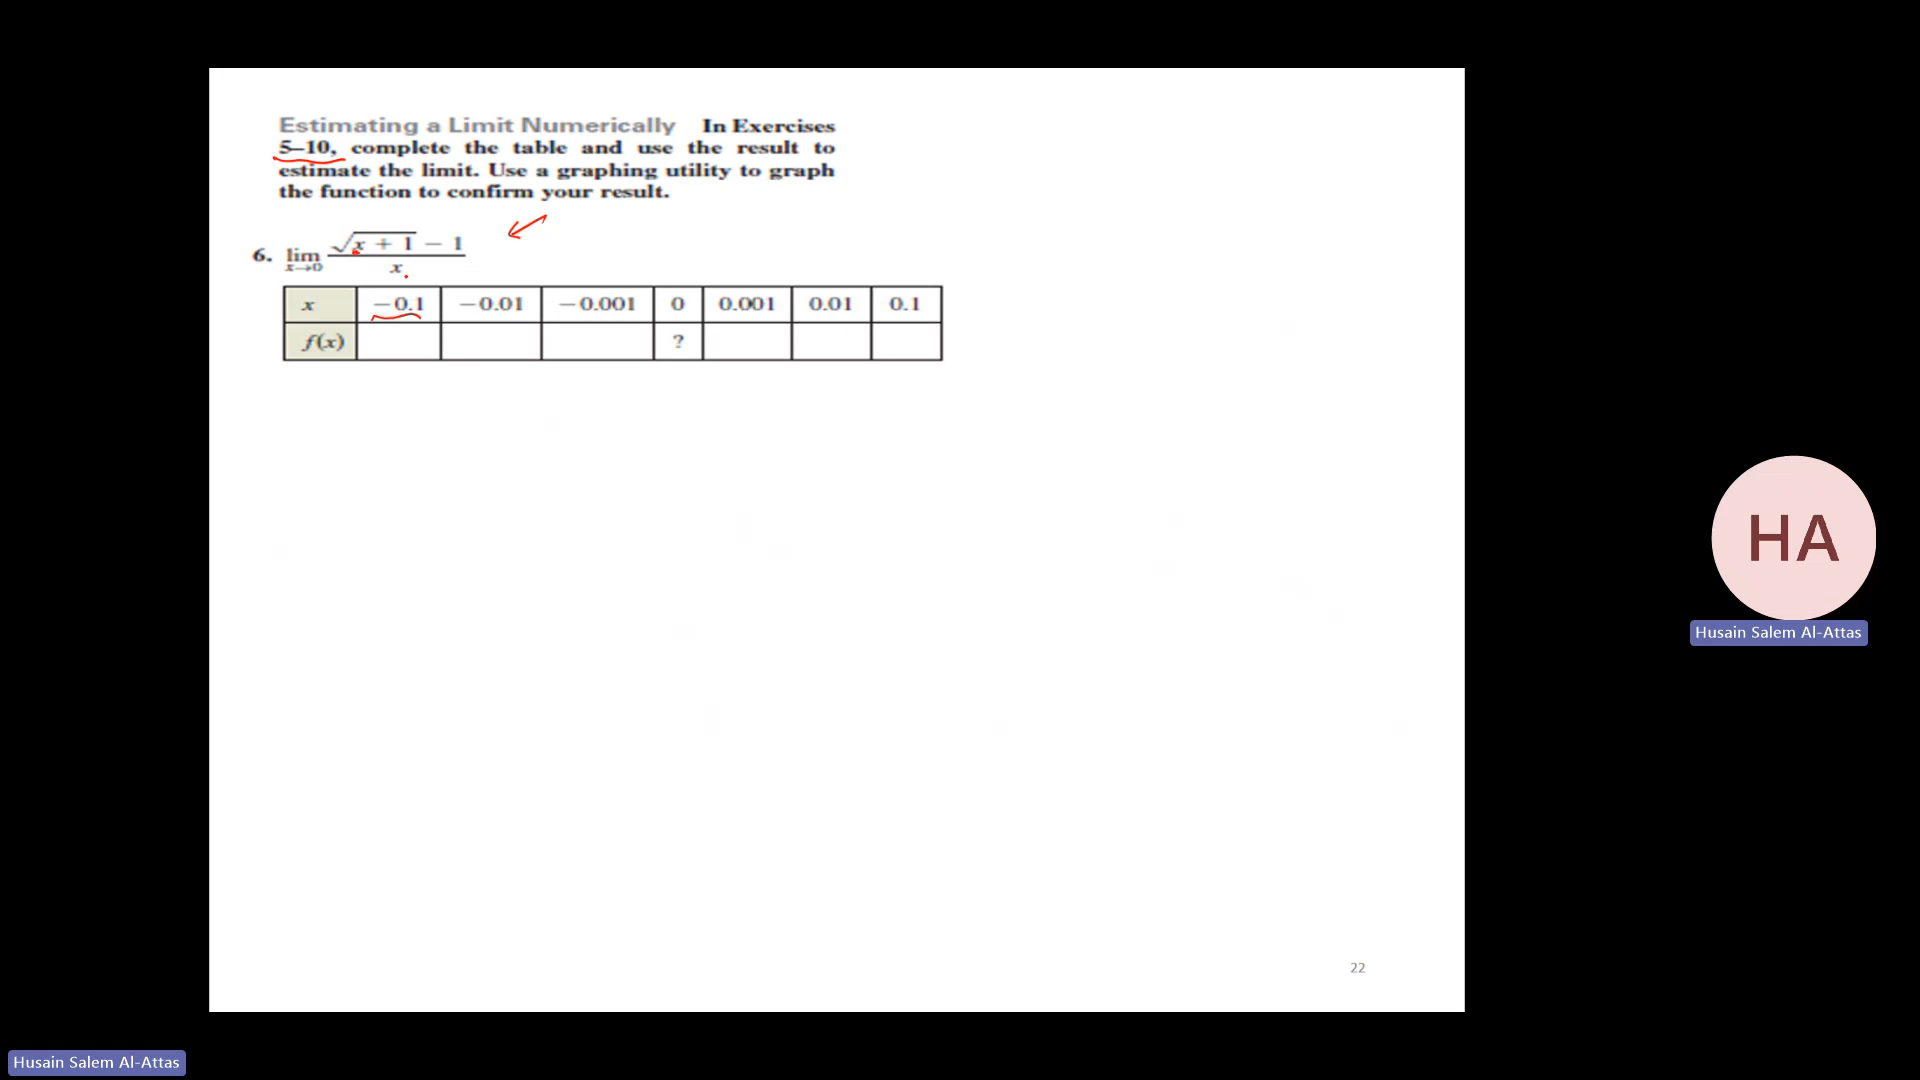 Estimating a Limit Numerically In Exercises
5–10, complete the table and use the result to
estimate the limit. Use a graphing utility to graph
the function to confirm your result.
6. lim x→0 (√(x + 1) − 1) / x
x −0.1 −0.01 −0.001 0 0.001 0.01 0.1
f(x) ?
HA
Husain Salem Al-Attas
22
Husain Salem Al-Attas